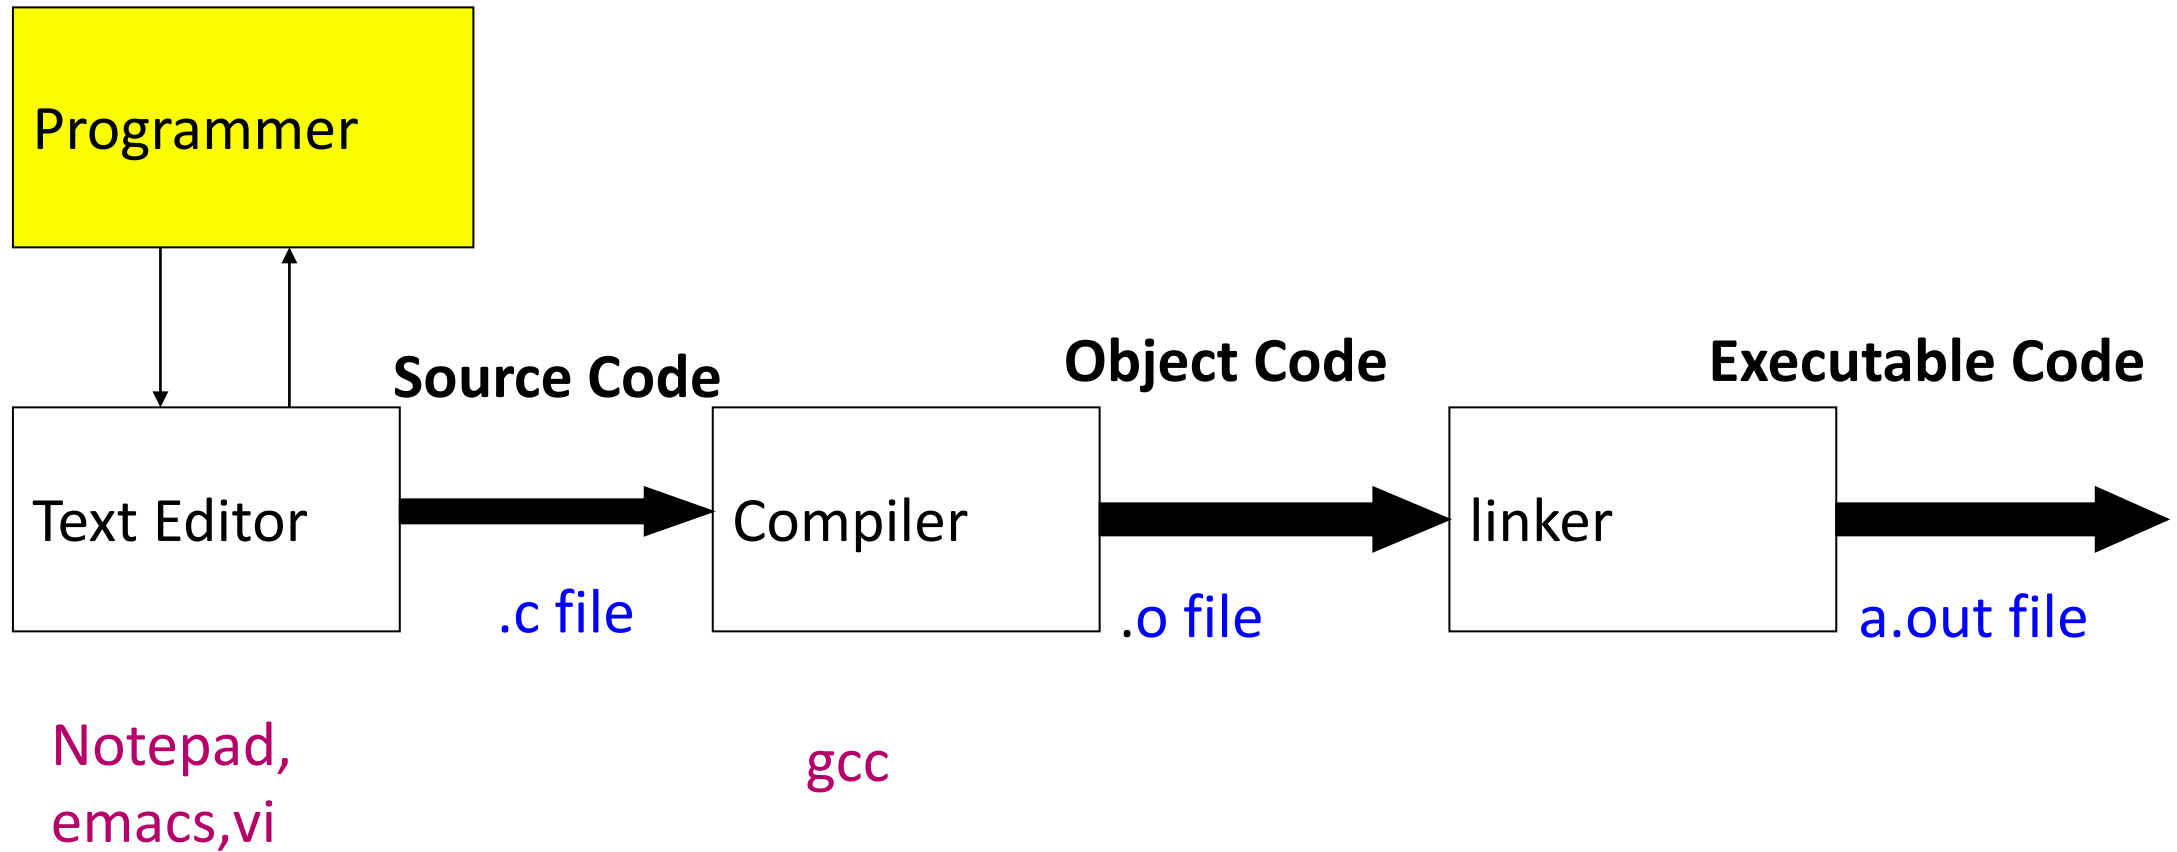 Programmer
Source Code
Object Code
Executable Code
Text Editor
Compiler
linker
.c file
.o file
a.out file
Notepad,
emacs,vi
gcc